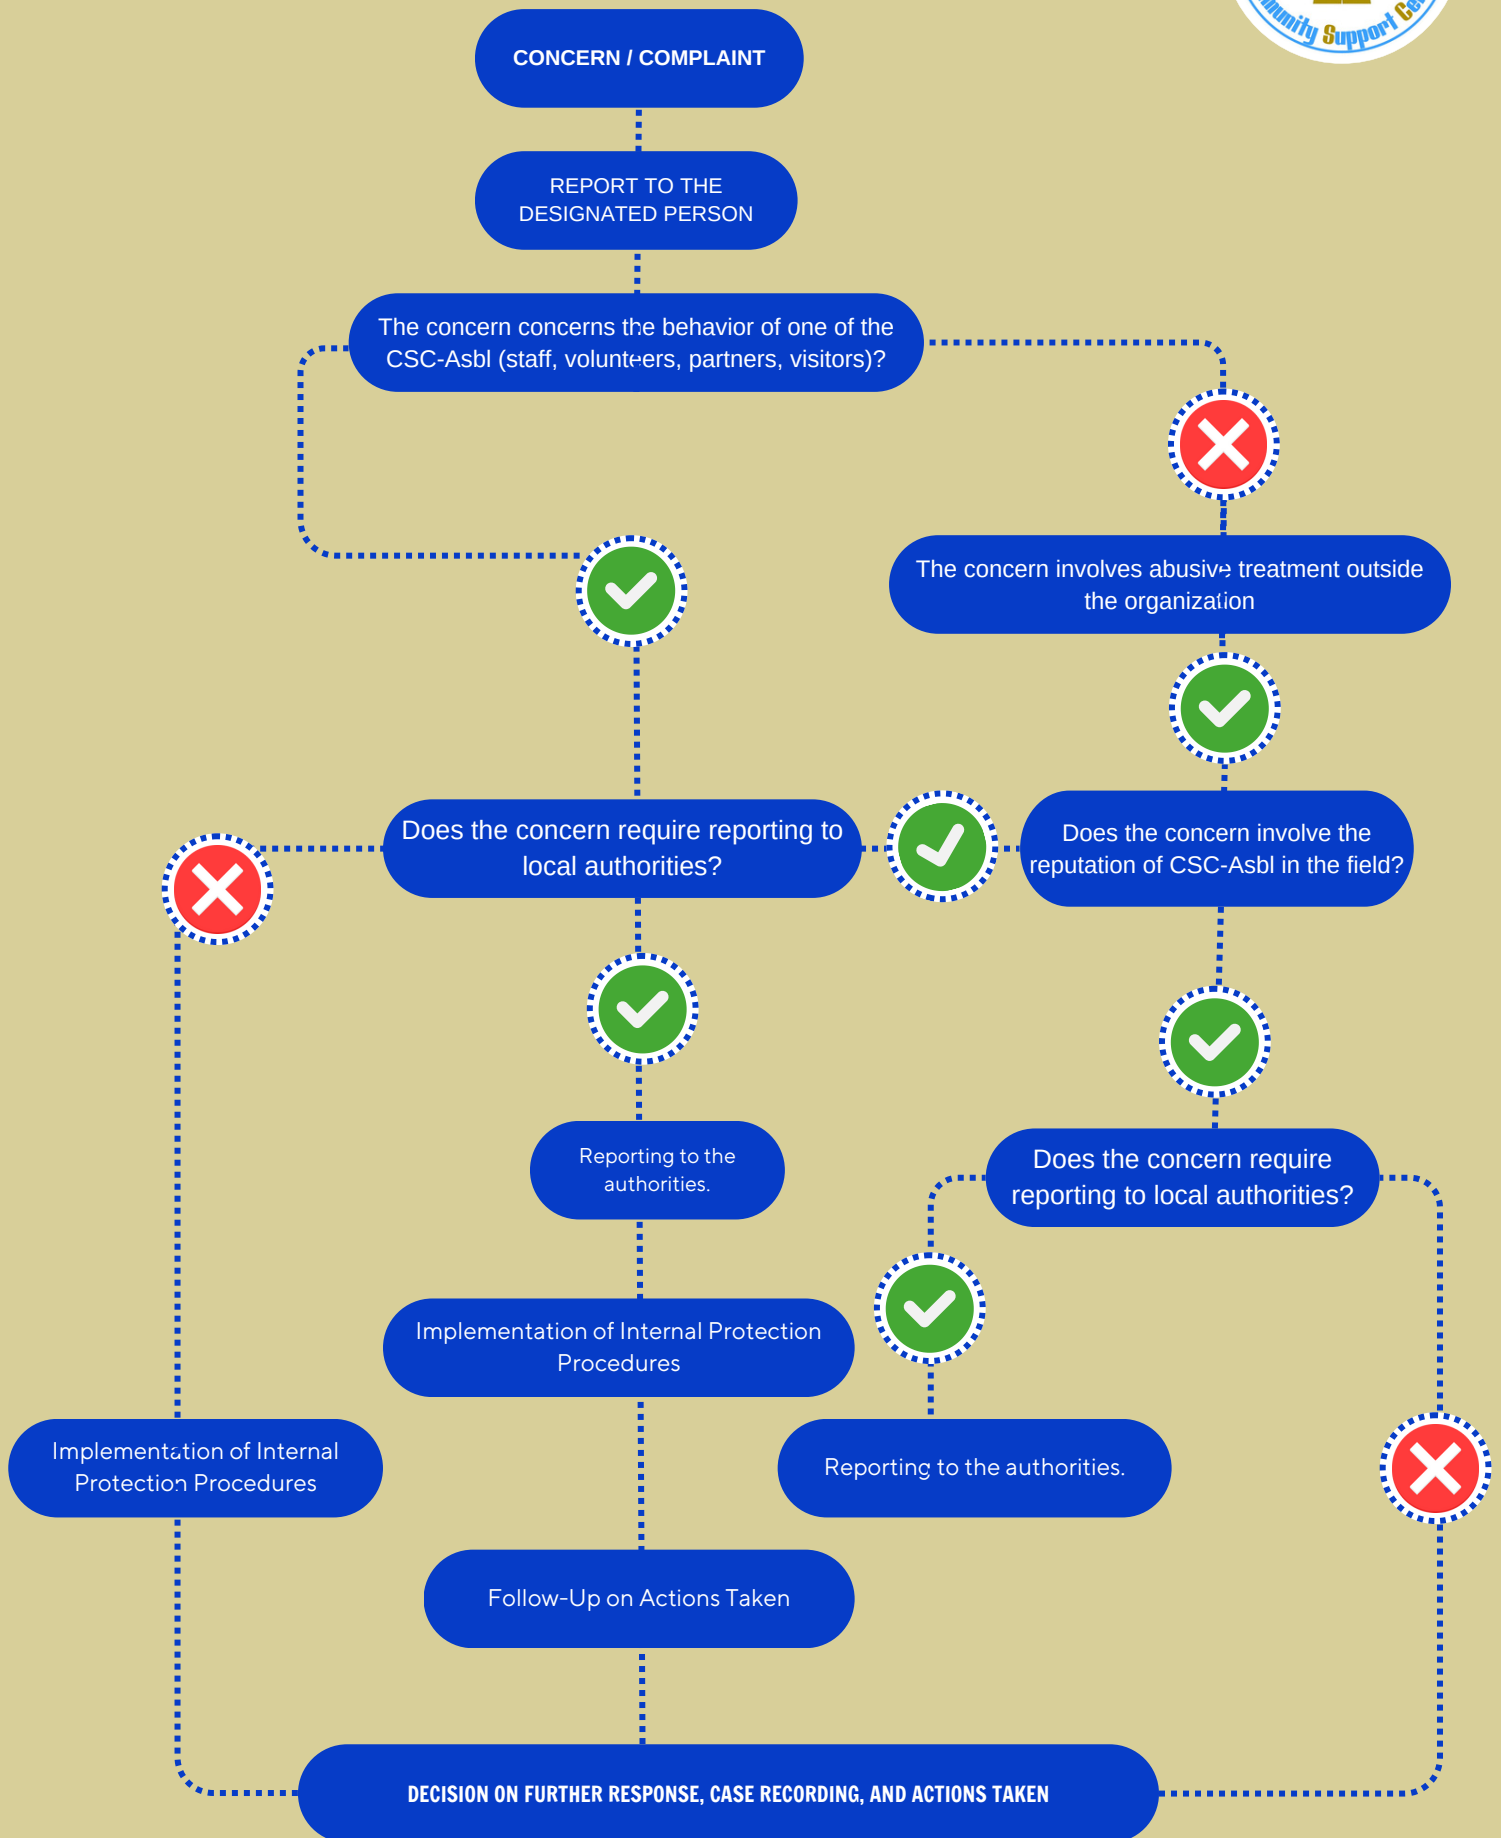 Support
CONCERN / COMPLAINT
REPORT TO THE
DESIGNATED PERSON
The concern concerns the behavior of one of the
CSC-Asbl (staff, volunteers, partners, visitors)?
The concern involves abusive treatment outside
the organization
Does the concern require reporting to
local authorities?
Does the concern involve the
reputation of CSC-Asbl in the field?
Reporting to the
authorities.
Does the concern require
reporting to local authorities?
Implementation of Internal Protection
Procedures
Implementation of Internal
Protection Procedures
Reporting to the authorities.
Follow-Up on Actions Taken
DECISION ON FURTHER RESPONSE, CASE RECORDING, AND ACTIONS TAKEN